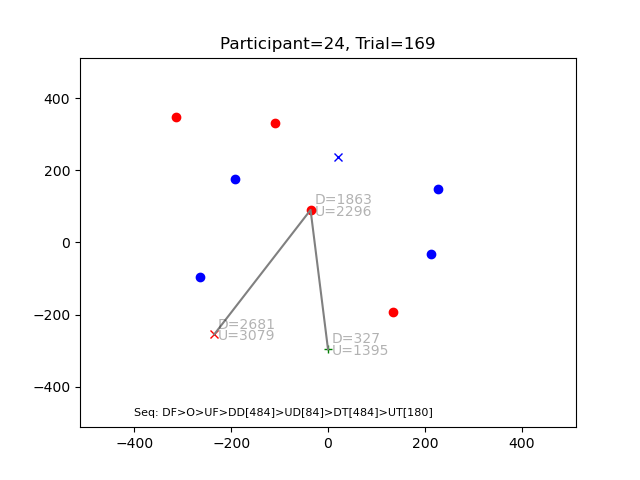 Participant=24, Trial=169
400
200
0
−200
−400
D=1863
U=2296
D=2681
U=3079
D=327
U=1395
Seq: DF>O>UF>DD[484]>UD[84]>DT[484]>UT[180]
−400
−200
0
200
400